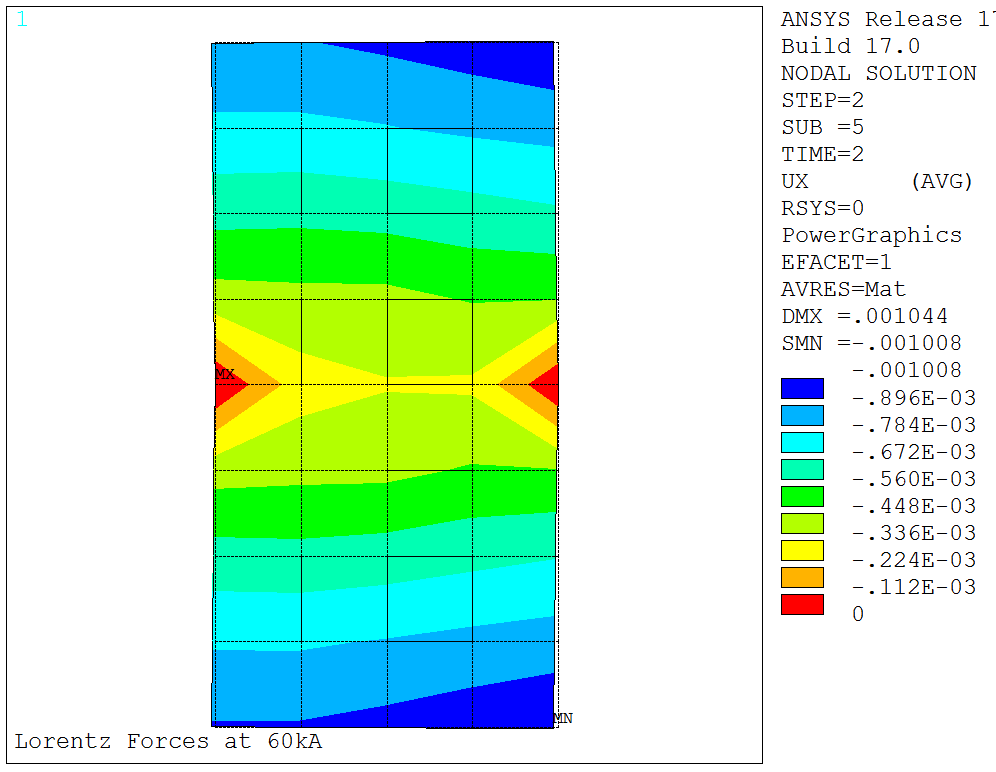 1
ANSYS Release 17
Build 17.0
NODAL SOLUTION
STEP=2
SUB =5
TIME=2
UX (AVG)
RSYS=0
PowerGraphics
EFACET=1
AVRES=Mat
DMX =.001044
SMN =-.001008
-.001008
-.896E-03
-.784E-03
-.672E-03
-.560E-03
-.448E-03
-.336E-03
-.224E-03
-.112E-03
0
MX
MN
Lorentz Forces at 60kA